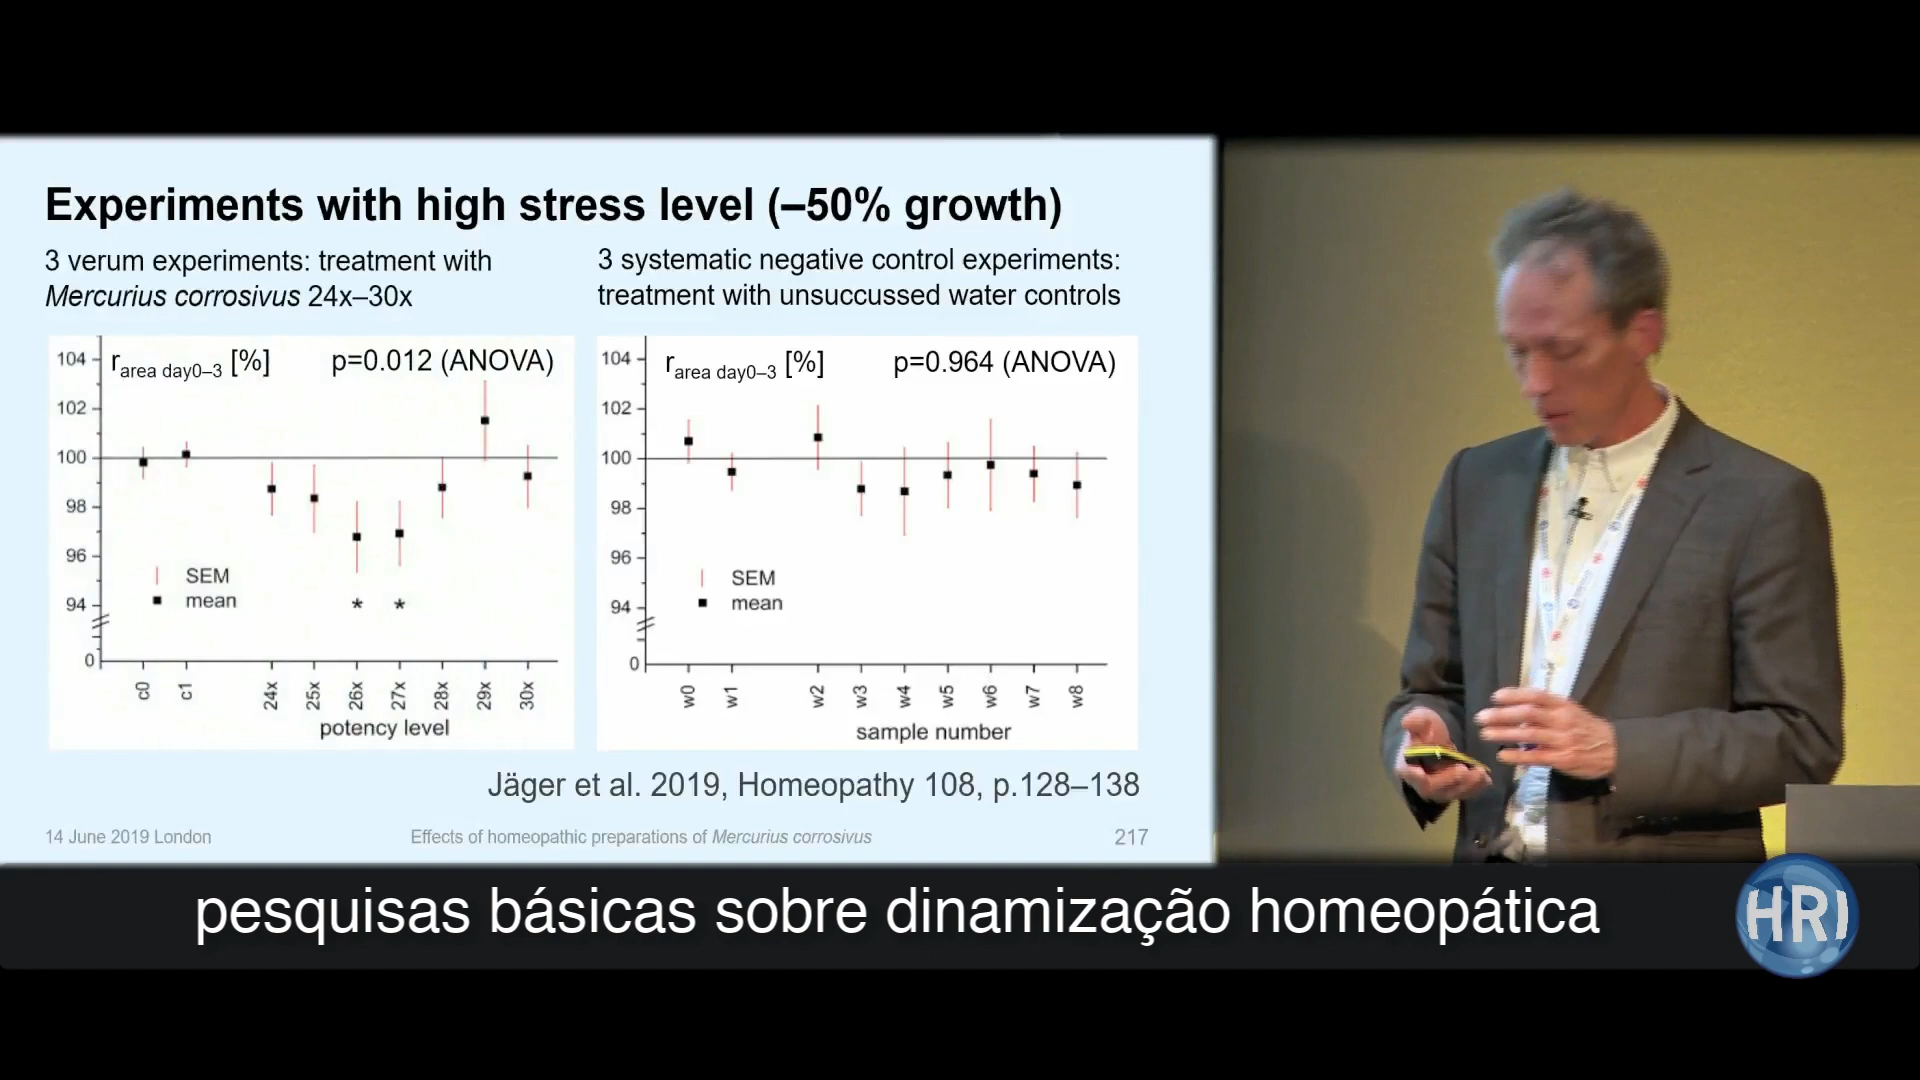 Experiments with high stress level (–50% growth)
3 verum experiments: treatment with
Mercurius corrosivus 24x–30x
3 systematic negative control experiments:
treatment with unsuccussed water controls
r area day0–3 [%] p=0.012 (ANOVA)
104
102
100
98
96
94
0
SEM
mean
* *
c0 c1 24x 25x 26x 27x 28x 29x 30x
potency level
r area day0–3 [%] p=0.964 (ANOVA)
104
102
100
98
96
94
0
SEM
mean
w0 w1 w2 w3 w4 w5 w6 w7 w8
sample number
Jäger et al. 2019, Homeopathy 108, p.128–138
14 June 2019 London Effects of homeopathic preparations of Mercurius corrosivus 217
pesquisas básicas sobre dinamização homeopática
HRI